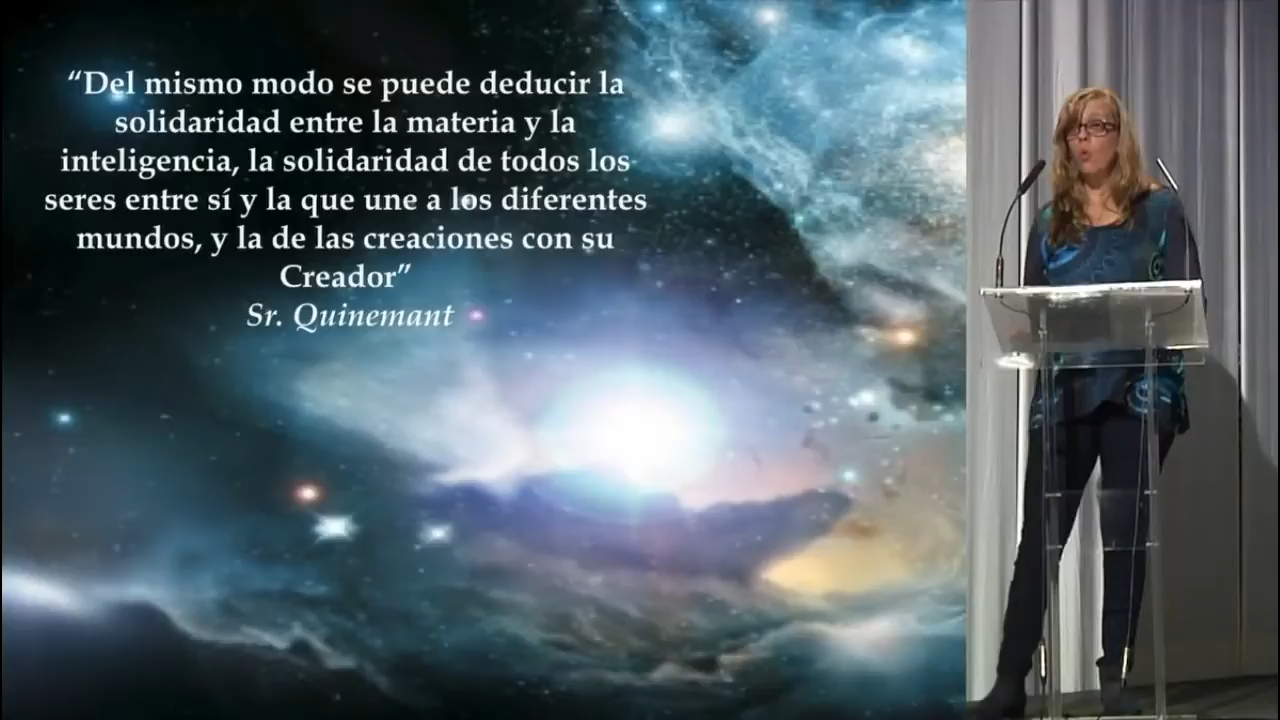 “Del mismo modo se puede deducir la
solidaridad entre la materia y la
inteligencia, la solidaridad de todos los
seres entre sí y la que une a los diferentes
mundos, y la de las creaciones con su
Creador”
Sr. Quinemant